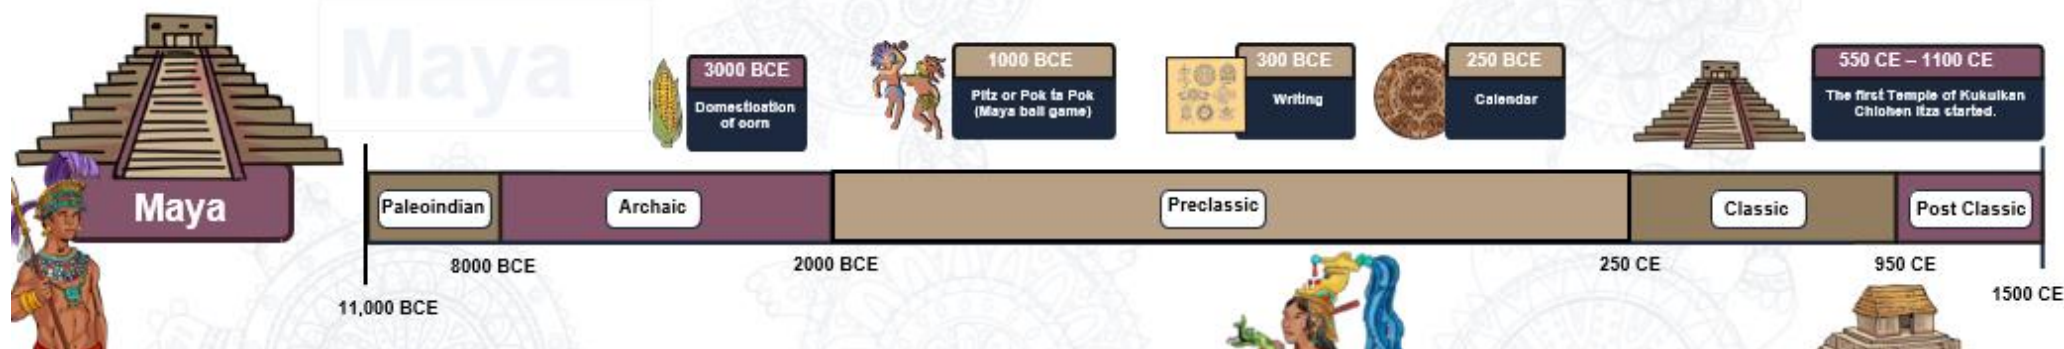 Maya
Maya
3000 BCE
Domestication
of corn
1000 BCE
Pitz or Pok ta Pok
(Maya ball game)
300 BCE
Writing
250 BCE
Calendar
550 CE – 1100 CE
The first Temple of Kukulkan
Chichen Itza started.
Paleoindian
Archaic
Preclassic
Classic
Post Classic
8000 BCE
2000 BCE
250 CE
950 CE
11,000 BCE
1500 CE